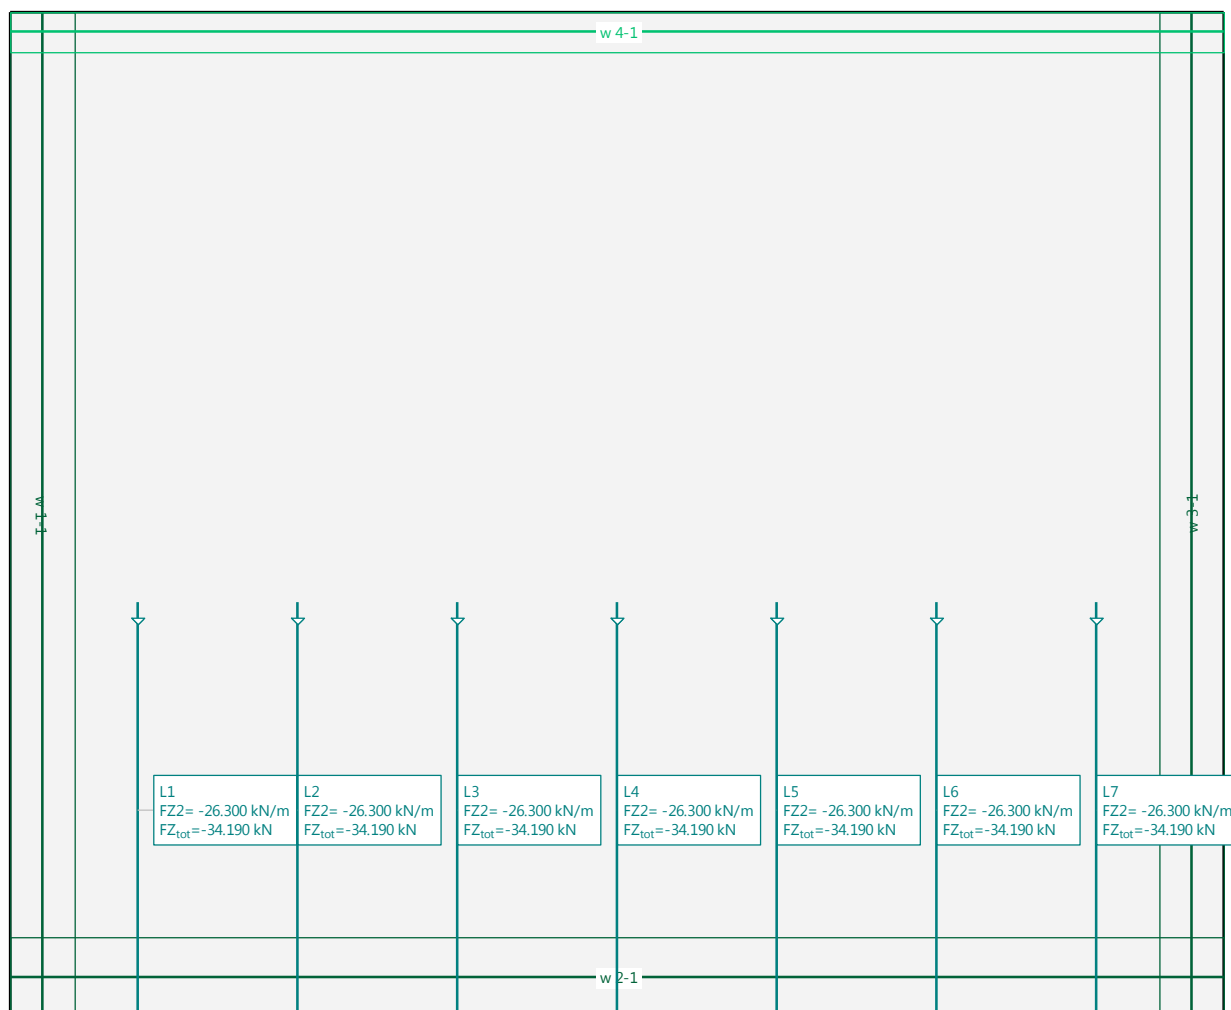 w 4-1
w 1-1
w 3-1
L1
FZ2= -26.300 kN/m
FZtot=-34.190 kN
L2
FZ2= -26.300 kN/m
FZtot=-34.190 kN
L3
FZ2= -26.300 kN/m
FZtot=-34.190 kN
L4
FZ2= -26.300 kN/m
FZtot=-34.190 kN
L5
FZ2= -26.300 kN/m
FZtot=-34.190 kN
L6
FZ2= -26.300 kN/m
FZtot=-34.190 kN
L7
FZ2= -26.300 kN/m
FZtot=-34.190 kN
w 2-1